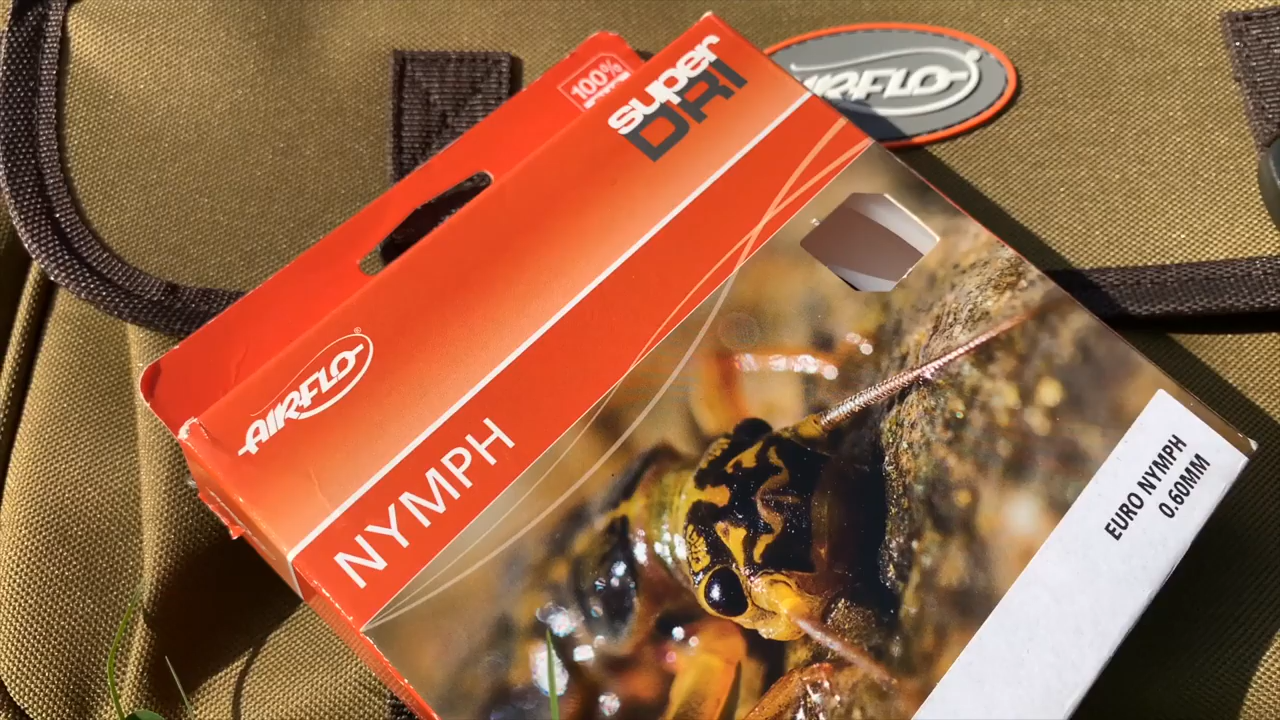 100%
super
DRI
AIRFLO
AIRFLO®
NYMPH
EURO NYMPH
0.60MM